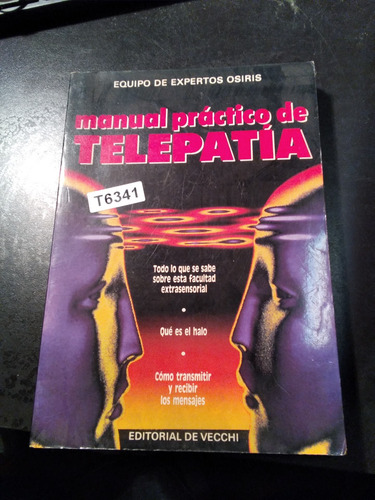 EQUIPO DE EXPERTOS OSIRIS
manual práctico de
TELEPATÍA
T6341
Todo lo que se sabe
sobre esta facultad
extrasensorial
•
Qué es el halo
•
Cómo transmitir
y recibir
los mensajes
EDITORIAL DE VECCHI